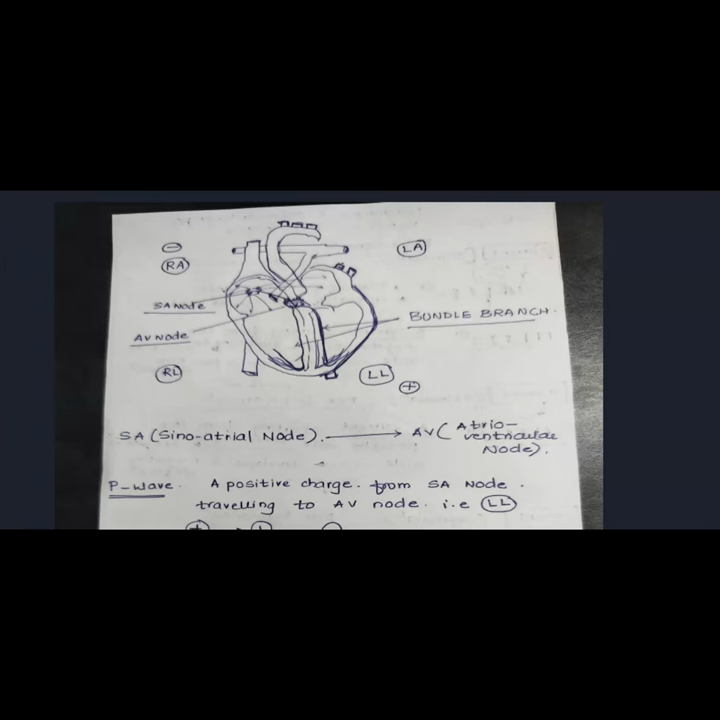 −
RA
LA
SA Node
BUNDLE BRANCH.
AV Node
RL
LL
+
SA (Sino-atrial Node). → AV (Atrio-
ventricular
Node).
P-wave. A positive charge. from SA Node.
travelling to AV node. i.e LL